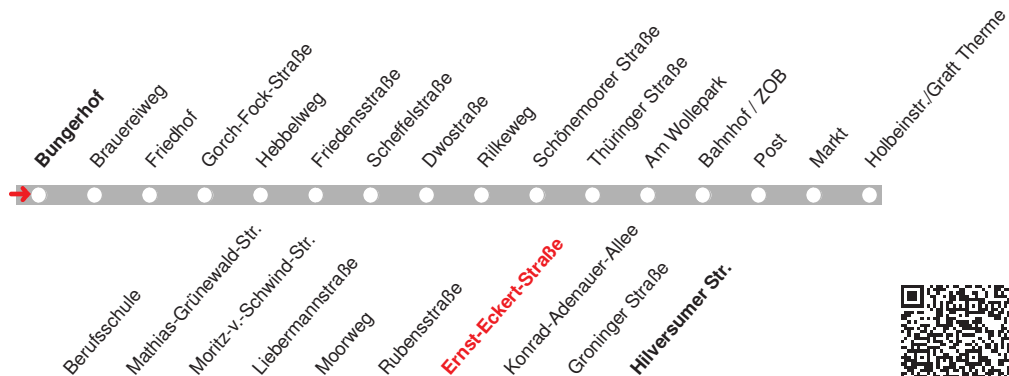 Bungerhof
Brauereiweg
Friedhof
Gorch-Fock-Straße
Hebbelweg
Friedensstraße
Scheffelstraße
Dwostraße
Rilkeweg
Schönemoorer Straße
Thüringer Straße
Am Wollepark
Bahnhof / ZOB
Post
Markt
Holbeinstr./Graft Therme
Berufsschule
Mathias-Grünewald-Str.
Moritz-v.-Schwind-Str.
Liebermannstraße
Moorweg
Rubensstraße
Ernst-Eckert-Straße
Konrad-Adenauer-Allee
Groninger Straße
Hilversumer Str.